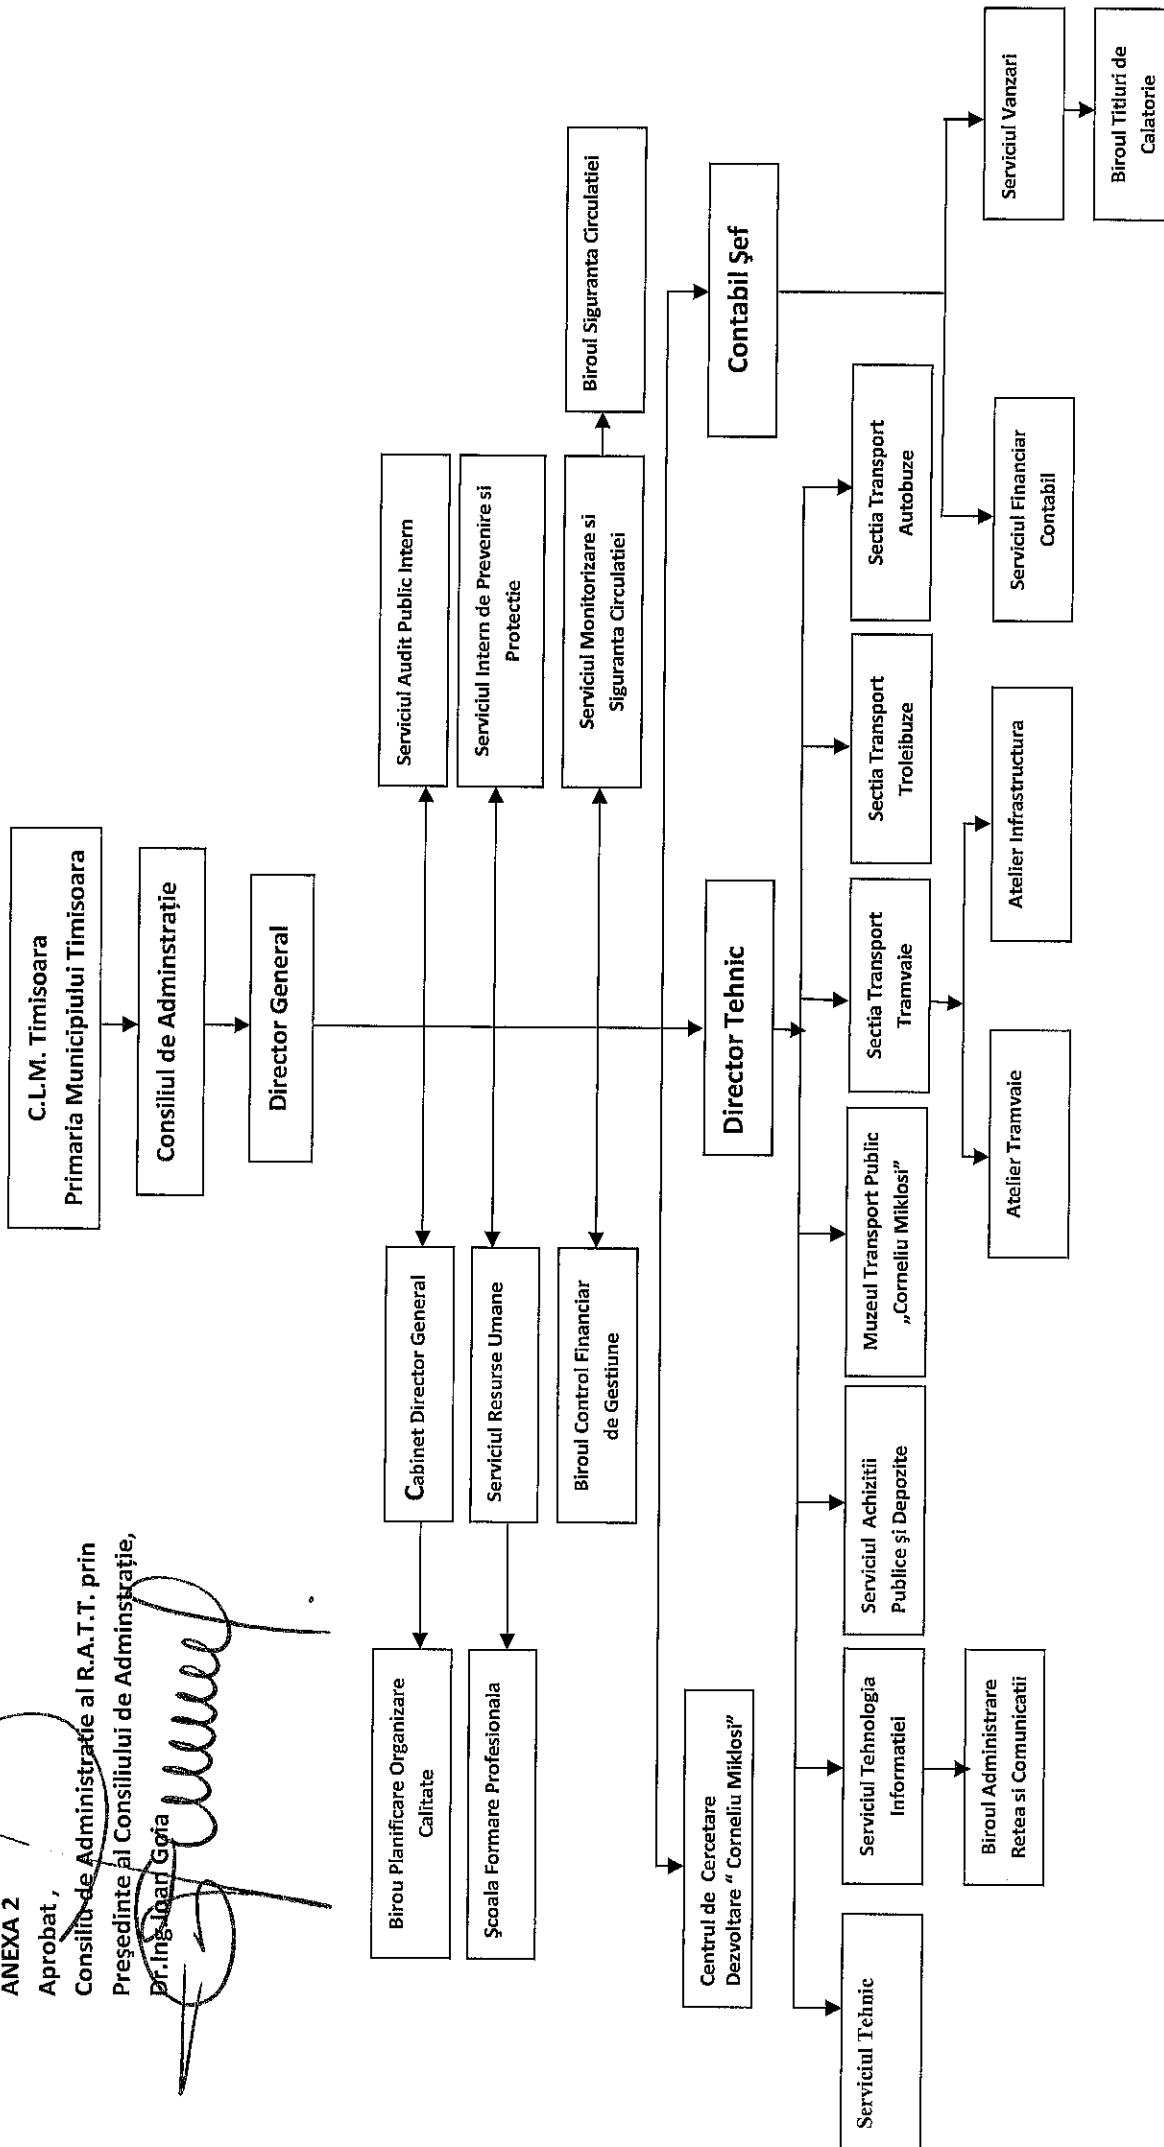 ANEXA 2
Aprobat ,
Consiliu de Administratie al R.A.T.T. prin
Președinte al Consiliului de Adminstrație,
Dr.Ing Ioan Goia
C.L.M. Timisoara
Primaria Municipiului Timisoara
Consiliul de Adminstrație
Director General
Birou Planificare Organizare
Calitate
Cabinet Director General
Serviciul Audit Public Intern
Şcoala Formare Profesionala
Serviciul Resurse Umane
Serviciul Intern de Prevenire si
Protectie
Biroul Control Financiar
de Gestiune
Serviciul Monitorizare si
Siguranta Circulatiei
Biroul Siguranta Circulatiei
Centrul de Cercetare
Dezvoltare “ Corneliu Miklosi”
Director Tehnic
Contabil Şef
Serviciul Tehnic
Serviciul Tehnologia
Informatiei
Serviciul Achizitii
Publice şi Depozite
Muzeul Transport Public
„Corneliu Miklosi”
Sectia Transport
Tramvaie
Sectia Transport
Troleibuze
Sectia Transport
Autobuze
Biroul Administrare
Retea si Comunicatii
Atelier Tramvaie
Atelier Infrastructura
Serviciul Financiar
Contabil
Serviciul Vanzari
Biroul Titluri de
Calatorie